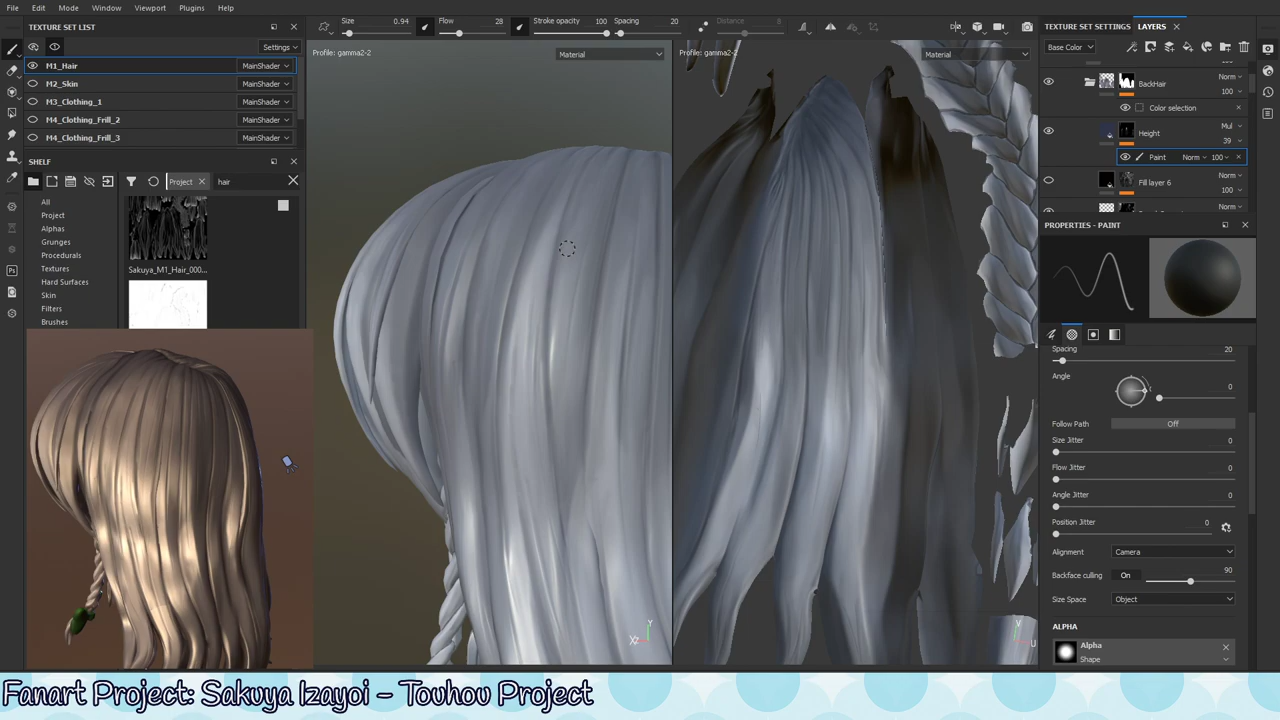 File Edit Mode Window Viewport Plugins Help
TEXTURE SET LIST
Settings
M1_Hair MainShader
M2_Skin MainShader
M3_Clothing_1 MainShader
M4_Clothing_Frill_2 MainShader
M4_Clothing_Frill_3 MainShader
SHELF
Project hair
All
Project
Alphas
Grunges
Procedurals
Textures
Hard Surfaces
Skin
Filters
Brushes
Sakuya_M1_Hair_000...
Size 0.94 Flow 28 Stroke opacity 100 Spacing 20 Distance 8
Profile: gamma2-2 Material
Profile: gamma2-2 Material
Y
X
V
U
TEXTURE SET SETTINGS LAYERS
Base Color
BackHair Norm 100
Color selection
Height Mul 39
Paint Norm 100
Fill layer 6 Norm 100
Norm
PROPERTIES - PAINT
Spacing 20
Angle 0
Follow Path Off
Size Jitter 0
Flow Jitter 0
Angle Jitter 0
Position Jitter 0
Alignment Camera
Backface culling On 90
Size Space Object
ALPHA
Alpha
Shape
Ps
Fanart Project: Sakuya Izayoi - Touhou Project